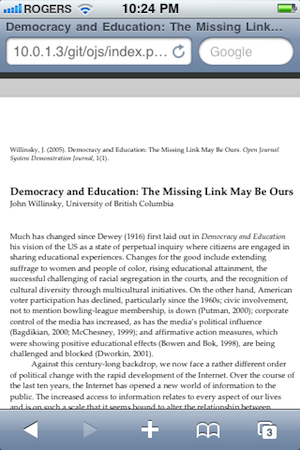 ROGERS 10:24 PM
Democracy and Education: The Missing Link...
10.0.1.3/git/ojs/index.p... Google
Willinsky, J. (2005). Democracy and Education: The Missing Link May Be Ours. Open Journal
System Demonstration Journal, 1(1).
Democracy and Education: The Missing Link May Be Ours
John Willinsky, University of British Columbia
Much has changed since Dewey (1916) first laid out in Democracy and Education
his vision of the US as a state of perpetual inquiry where citizens are engaged in
sharing educational experiences. Changes for the good include extending
suffrage to women and people of color, rising educational attainment, the
successful challenging of racial segregation in the courts, and the recognition of
cultural diversity through multicultural initiatives. On the other hand, American
voter participation has declined, particularly since the 1960s; civic involvement,
not to mention bowling-league membership, is down (Putman, 2000); corporate
control of the media has increased, as has the media's political influence
(Bagdikian, 2000; McChesney, 1999); and affirmative action measures, which
were showing positive educational effects (Bowen and Bok, 1998), are being
challenged and blocked (Dworkin, 2001).
Against this century-long backdrop, we now face a rather different order
of political change with the rapid development of the Internet. Over the course of
the last ten years, the Internet has opened a new world of information to the
public. The increased access to information relates to every aspect of our lives
and is on such a scale that it seems bound to alter the relationship between
3